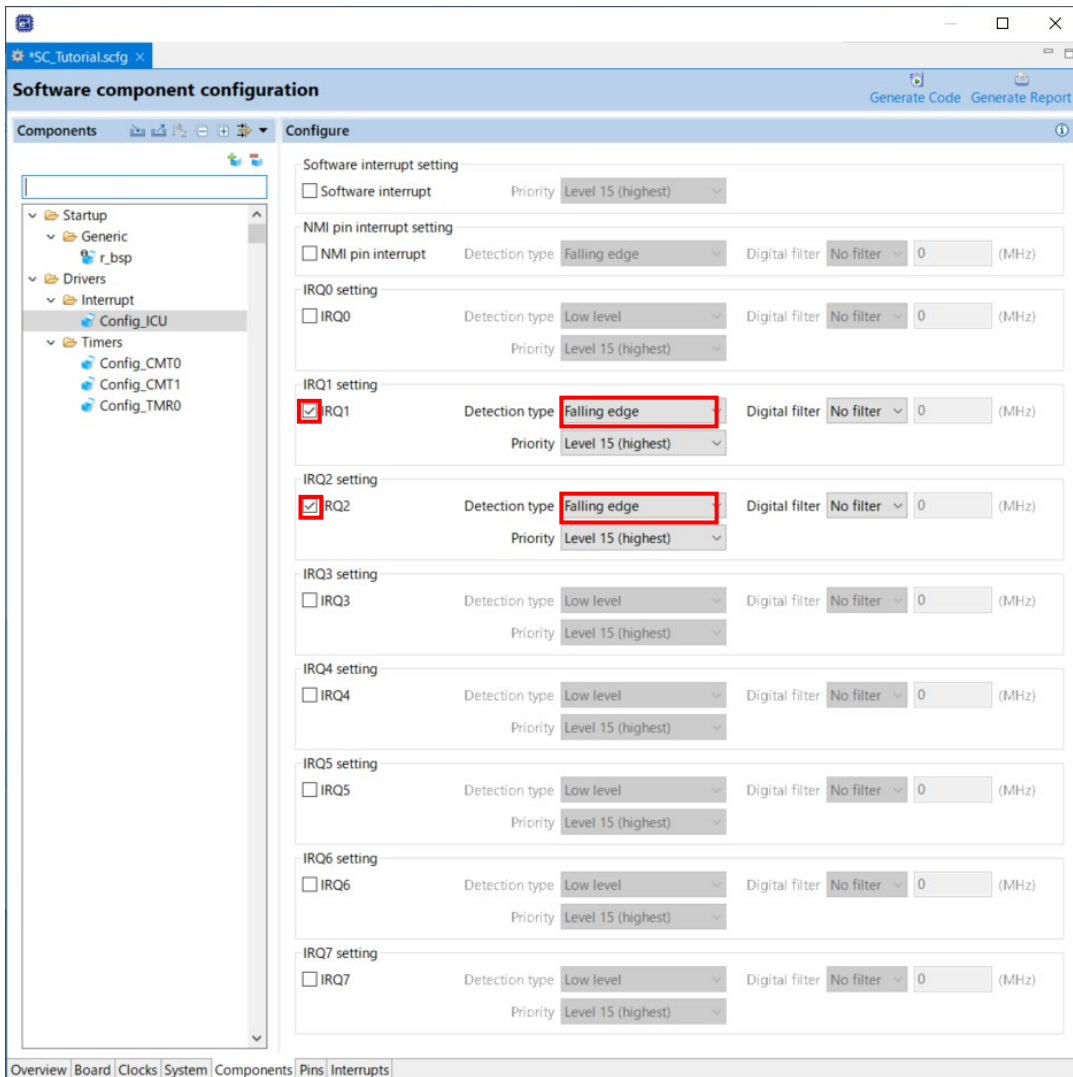 *SC_Tutorial.scfg
Software component configuration
Generate Code Generate Report
Components
Configure
Startup
Generic
r_bsp
Drivers
Interrupt
Config_ICU
Timers
Config_CMT0
Config_CMT1
Config_TMR0
Software interrupt setting
Software interrupt Priority Level 15 (highest)
NMI pin interrupt setting
NMI pin interrupt Detection type Falling edge Digital filter No filter 0 (MHz)
IRQ0 setting
IRQ0 Detection type Low level Digital filter No filter 0 (MHz)
Priority Level 15 (highest)
IRQ1 setting
IRQ1 Detection type Falling edge Digital filter No filter 0 (MHz)
Priority Level 15 (highest)
IRQ2 setting
IRQ2 Detection type Falling edge Digital filter No filter 0 (MHz)
Priority Level 15 (highest)
IRQ3 setting
IRQ3 Detection type Low level Digital filter No filter 0 (MHz)
Priority Level 15 (highest)
IRQ4 setting
IRQ4 Detection type Low level Digital filter No filter 0 (MHz)
Priority Level 15 (highest)
IRQ5 setting
IRQ5 Detection type Low level Digital filter No filter 0 (MHz)
Priority Level 15 (highest)
IRQ6 setting
IRQ6 Detection type Low level Digital filter No filter 0 (MHz)
Priority Level 15 (highest)
IRQ7 setting
IRQ7 Detection type Low level Digital filter No filter 0 (MHz)
Priority Level 15 (highest)
Overview Board Clocks System Components Pins Interrupts